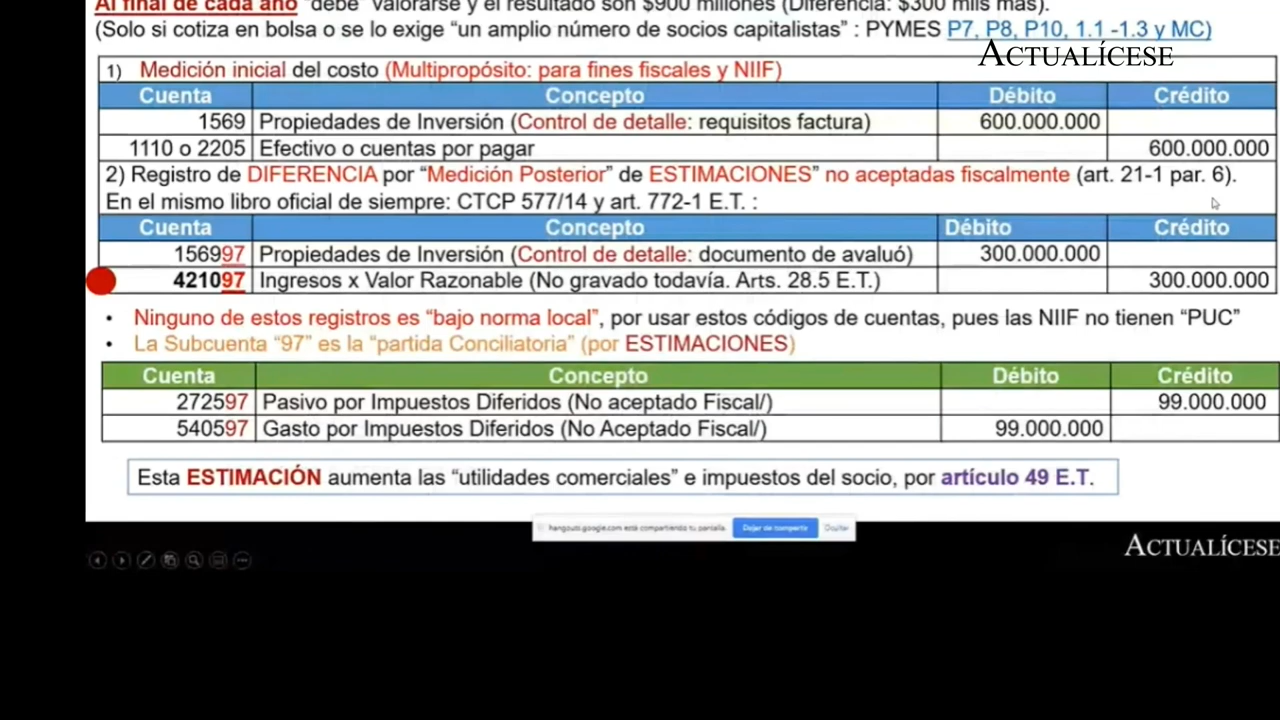 Al final de cada año "debe" valorarse y el resultado son $900 millones (Diferencia: $300 mlls más).
(Solo si cotiza en bolsa o se lo exige “un amplio número de socios capitalistas” : PYMES P7, P8, P10, 1.1 -1.3 y MC)
ACTUALÍCESE
1) Medición inicial del costo (Multipropósito: para fines fiscales y NIIF)
Cuenta Concepto Débito Crédito
1569 Propiedades de Inversión (Control de detalle: requisitos factura) 600.000.000
1110 o 2205 Efectivo o cuentas por pagar 600.000.000
2) Registro de DIFERENCIA por “Medición Posterior” de ESTIMACIONES” no aceptadas fiscalmente (art. 21-1 par. 6).
En el mismo libro oficial de siempre: CTCP 577/14 y art. 772-1 E.T. :
Cuenta Concepto Débito Crédito
156997 Propiedades de Inversión (Control de detalle: documento de avaluó) 300.000.000
421097 Ingresos x Valor Razonable (No gravado todavía. Arts. 28.5 E.T.) 300.000.000
• Ninguno de estos registros es “bajo norma local”, por usar estos códigos de cuentas, pues las NIIF no tienen “PUC”
• La Subcuenta “97” es la “partida Conciliatoria” (por ESTIMACIONES)
Cuenta Concepto Débito Crédito
272597 Pasivo por Impuestos Diferidos (No aceptado Fiscal/) 99.000.000
540597 Gasto por Impuestos Diferidos (No Aceptado Fiscal/) 99.000.000
Esta ESTIMACIÓN aumenta las “utilidades comerciales” e impuestos del socio, por artículo 49 E.T.
hangouts.google.com está compartiendo tu pantalla. Dejar de compartir Ocultar
ACTUALÍCESE